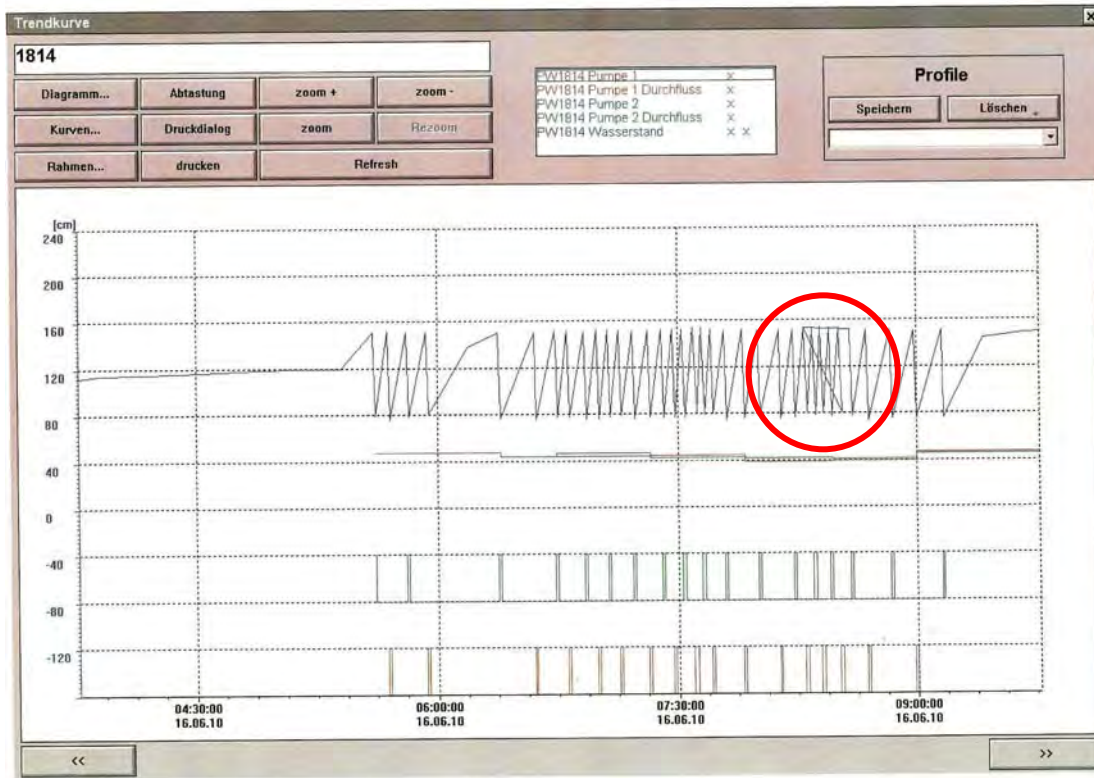 Trendkurve
1814
Diagramm...
Abtastung
zoom +
zoom -
Kurven...
Druckdialog
zoom
Rezoom
Rahmen...
drucken
Refresh
PW1814 Pumpe 1 x
PW1814 Pumpe 1 Durchfluss x
PW1814 Pumpe 2 x
PW1814 Pumpe 2 Durchfluss x
PW1814 Wasserstand x x
Profile
Speichern
Löschen
[cm]
240
200
160
120
80
40
0
-40
-80
-120
04:30:00
16.06.10
06:00:00
16.06.10
07:30:00
16.06.10
09:00:00
16.06.10
<<
>>